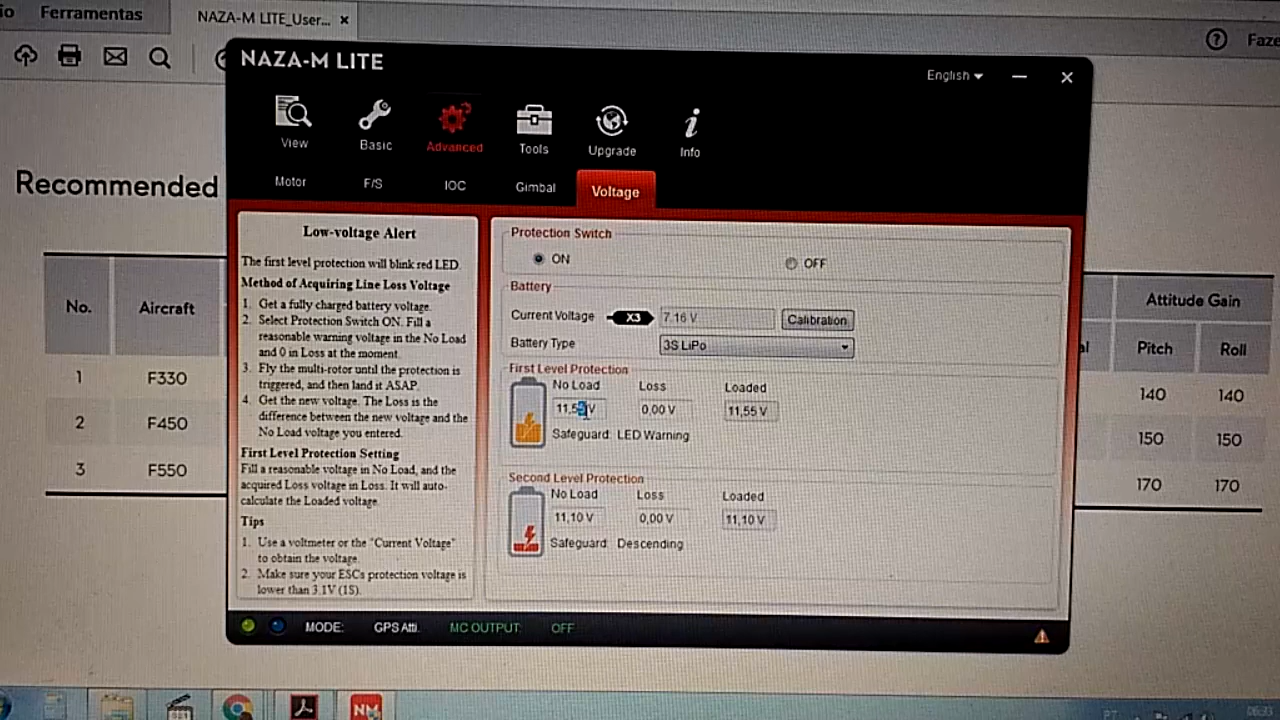 io
Ferramentas
NAZA-M LITE_User... ×
Faze
NAZA-M LITE
English
View
Basic
Advanced
Tools
Upgrade
Info
Motor
F/S
IOC
Gimbal
Voltage
Recommended
No.
Aircraft
1
F330
2
F450
3
F550
Low-voltage Alert
The first level protection will blink red LED.
Method of Acquiring Line Loss Voltage
1. Get a fully charged battery voltage.
2. Select Protection Switch ON. Fill a
reasonable warning voltage in the No Load
and 0 in Loss at the moment.
3. Fly the multi-rotor until the protection is
triggered, and then land it ASAP.
4. Get the new voltage. The Loss is the
difference between the new voltage and the
No Load voltage you entered.
First Level Protection Setting
Fill a reasonable voltage in No Load, and the
acquired Loss voltage in Loss. It will auto-
calculate the Loaded voltage.
Tips
1. Use a voltmeter or the "Current Voltage"
to obtain the voltage.
2. Make sure your ESCs protection voltage is
lower than 3.1V (1S).
Protection Switch
ON
OFF
Battery
Current Voltage
X3
7.16 V
Calibration
Battery Type
3S LiPo
First Level Protection
No Load
Loss
Loaded
0,00 V
11,55 V
Safeguard: LED Warning
Second Level Protection
No Load
Loss
Loaded
11,10 V
0,00 V
11,10 V
Safeguard: Descending
MODE:
GPS Atti.
MC OUTPUT:
OFF
Attitude Gain
al
Pitch
Roll
140
140
150
150
170
170
NM